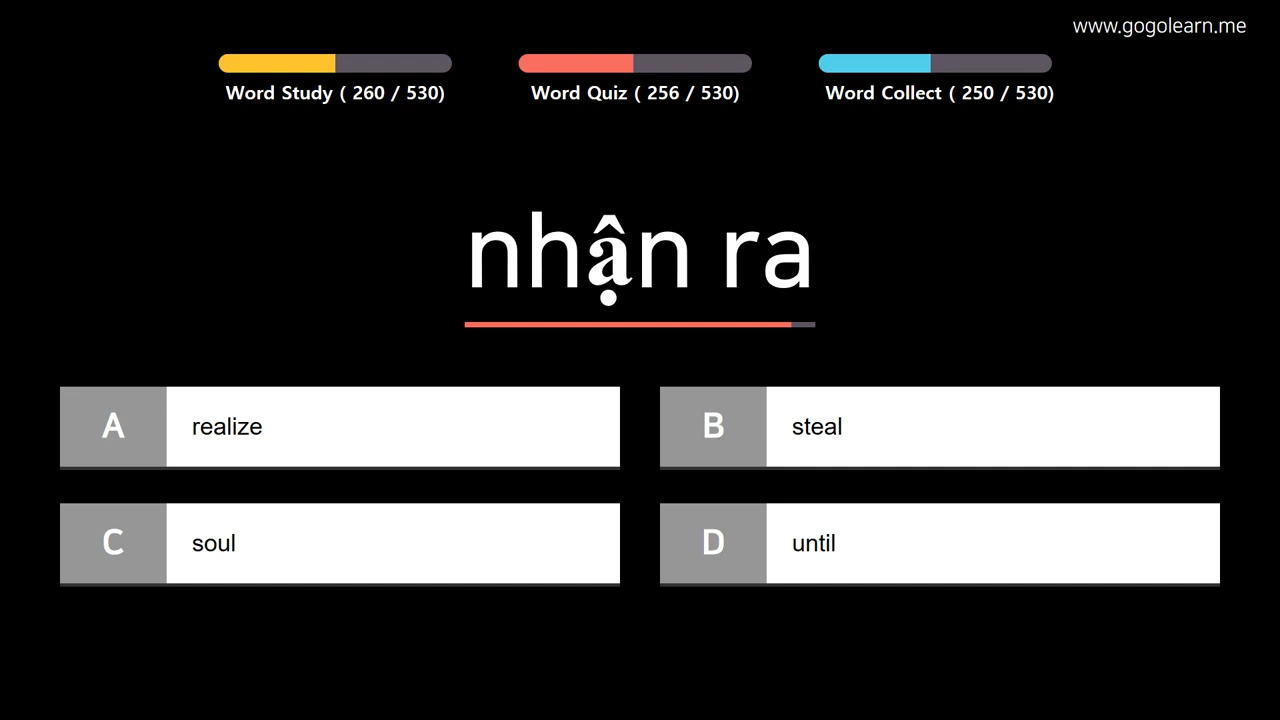 www.gogolearn.me
Word Study ( 260 / 530)
Word Quiz ( 256 / 530)
Word Collect ( 250 / 530)
nhận ra
A realize
B steal
C soul
D until